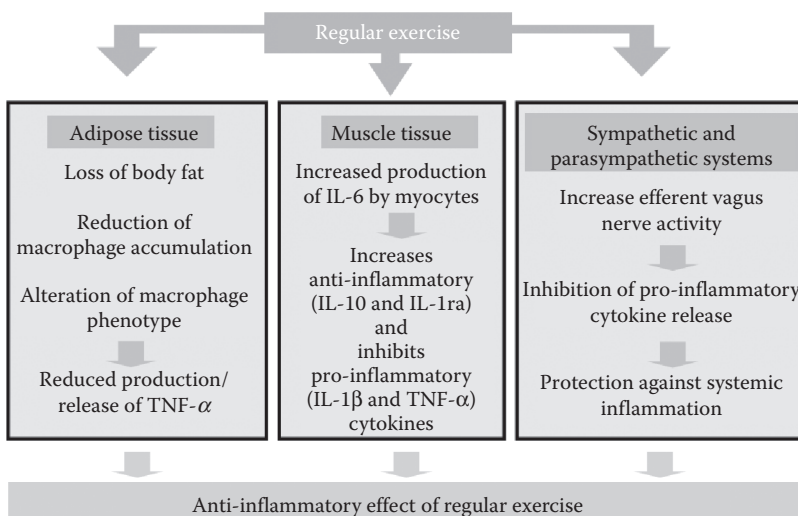 Regular exercise
Adipose tissue
Loss of body fat
Reduction of
macrophage accumulation
Alteration of macrophage
phenotype
Reduced production/
release of TNF-α
Muscle tissue
Increased production
of IL-6 by myocytes
Increases
anti-inflammatory
(IL-10 and IL-1ra)
and
inhibits
pro-inflammatory
(IL-1β and TNF-α)
cytokines
Sympathetic and
parasympathetic systems
Increase efferent vagus
nerve activity
Inhibition of pro-inflammatory
cytokine release
Protection against systemic
inflammation
Anti-inflammatory effect of regular exercise